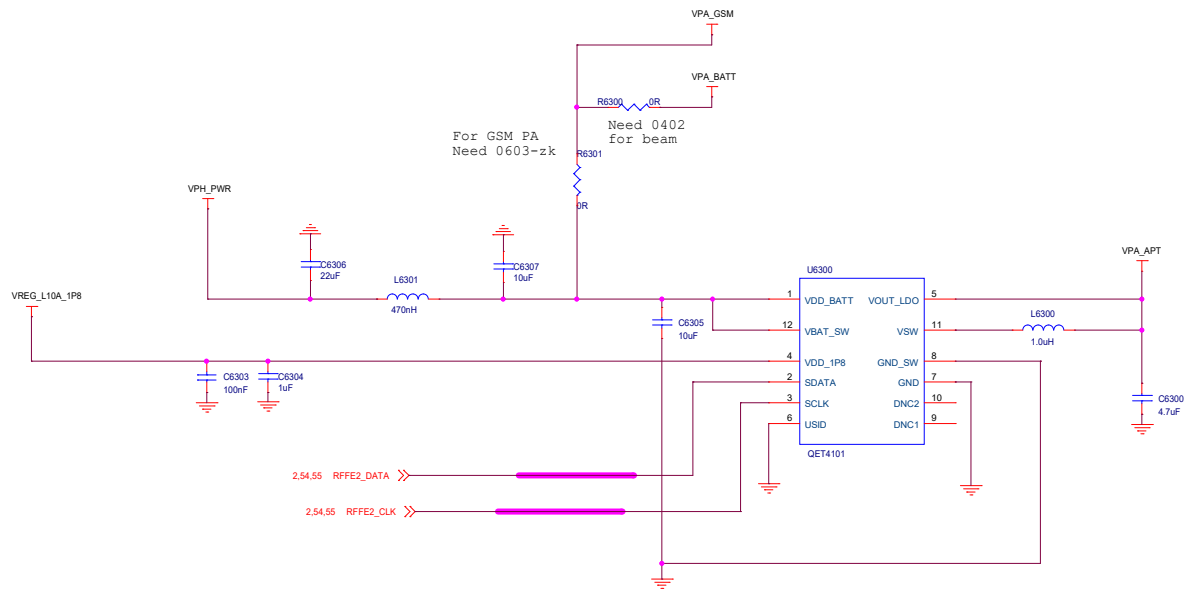 VPA_GSM
VPA_BATT
R6300 0R
Need 0402
for beam
For GSM PA
Need 0603-zk
R6301
0R
VPH_PWR
C6306
22uF
L6301
470nH
C6307
10uF
VREG_L10A_1P8
C6303
100nF
C6304
1uF
C6305
10uF
U6300
1 VDD_BATT VOUT_LDO 5
12 VBAT_SW VSW 11
4 VDD_1P8 GND_SW 8
2 SDATA GND 7
3 SCLK DNC2 10
6 USID DNC1 9
QET4101
VPA_APT
L6300
1.0uH
C6300
4.7uF
2,54,55 RFFE2_DATA
2,54,55 RFFE2_CLK